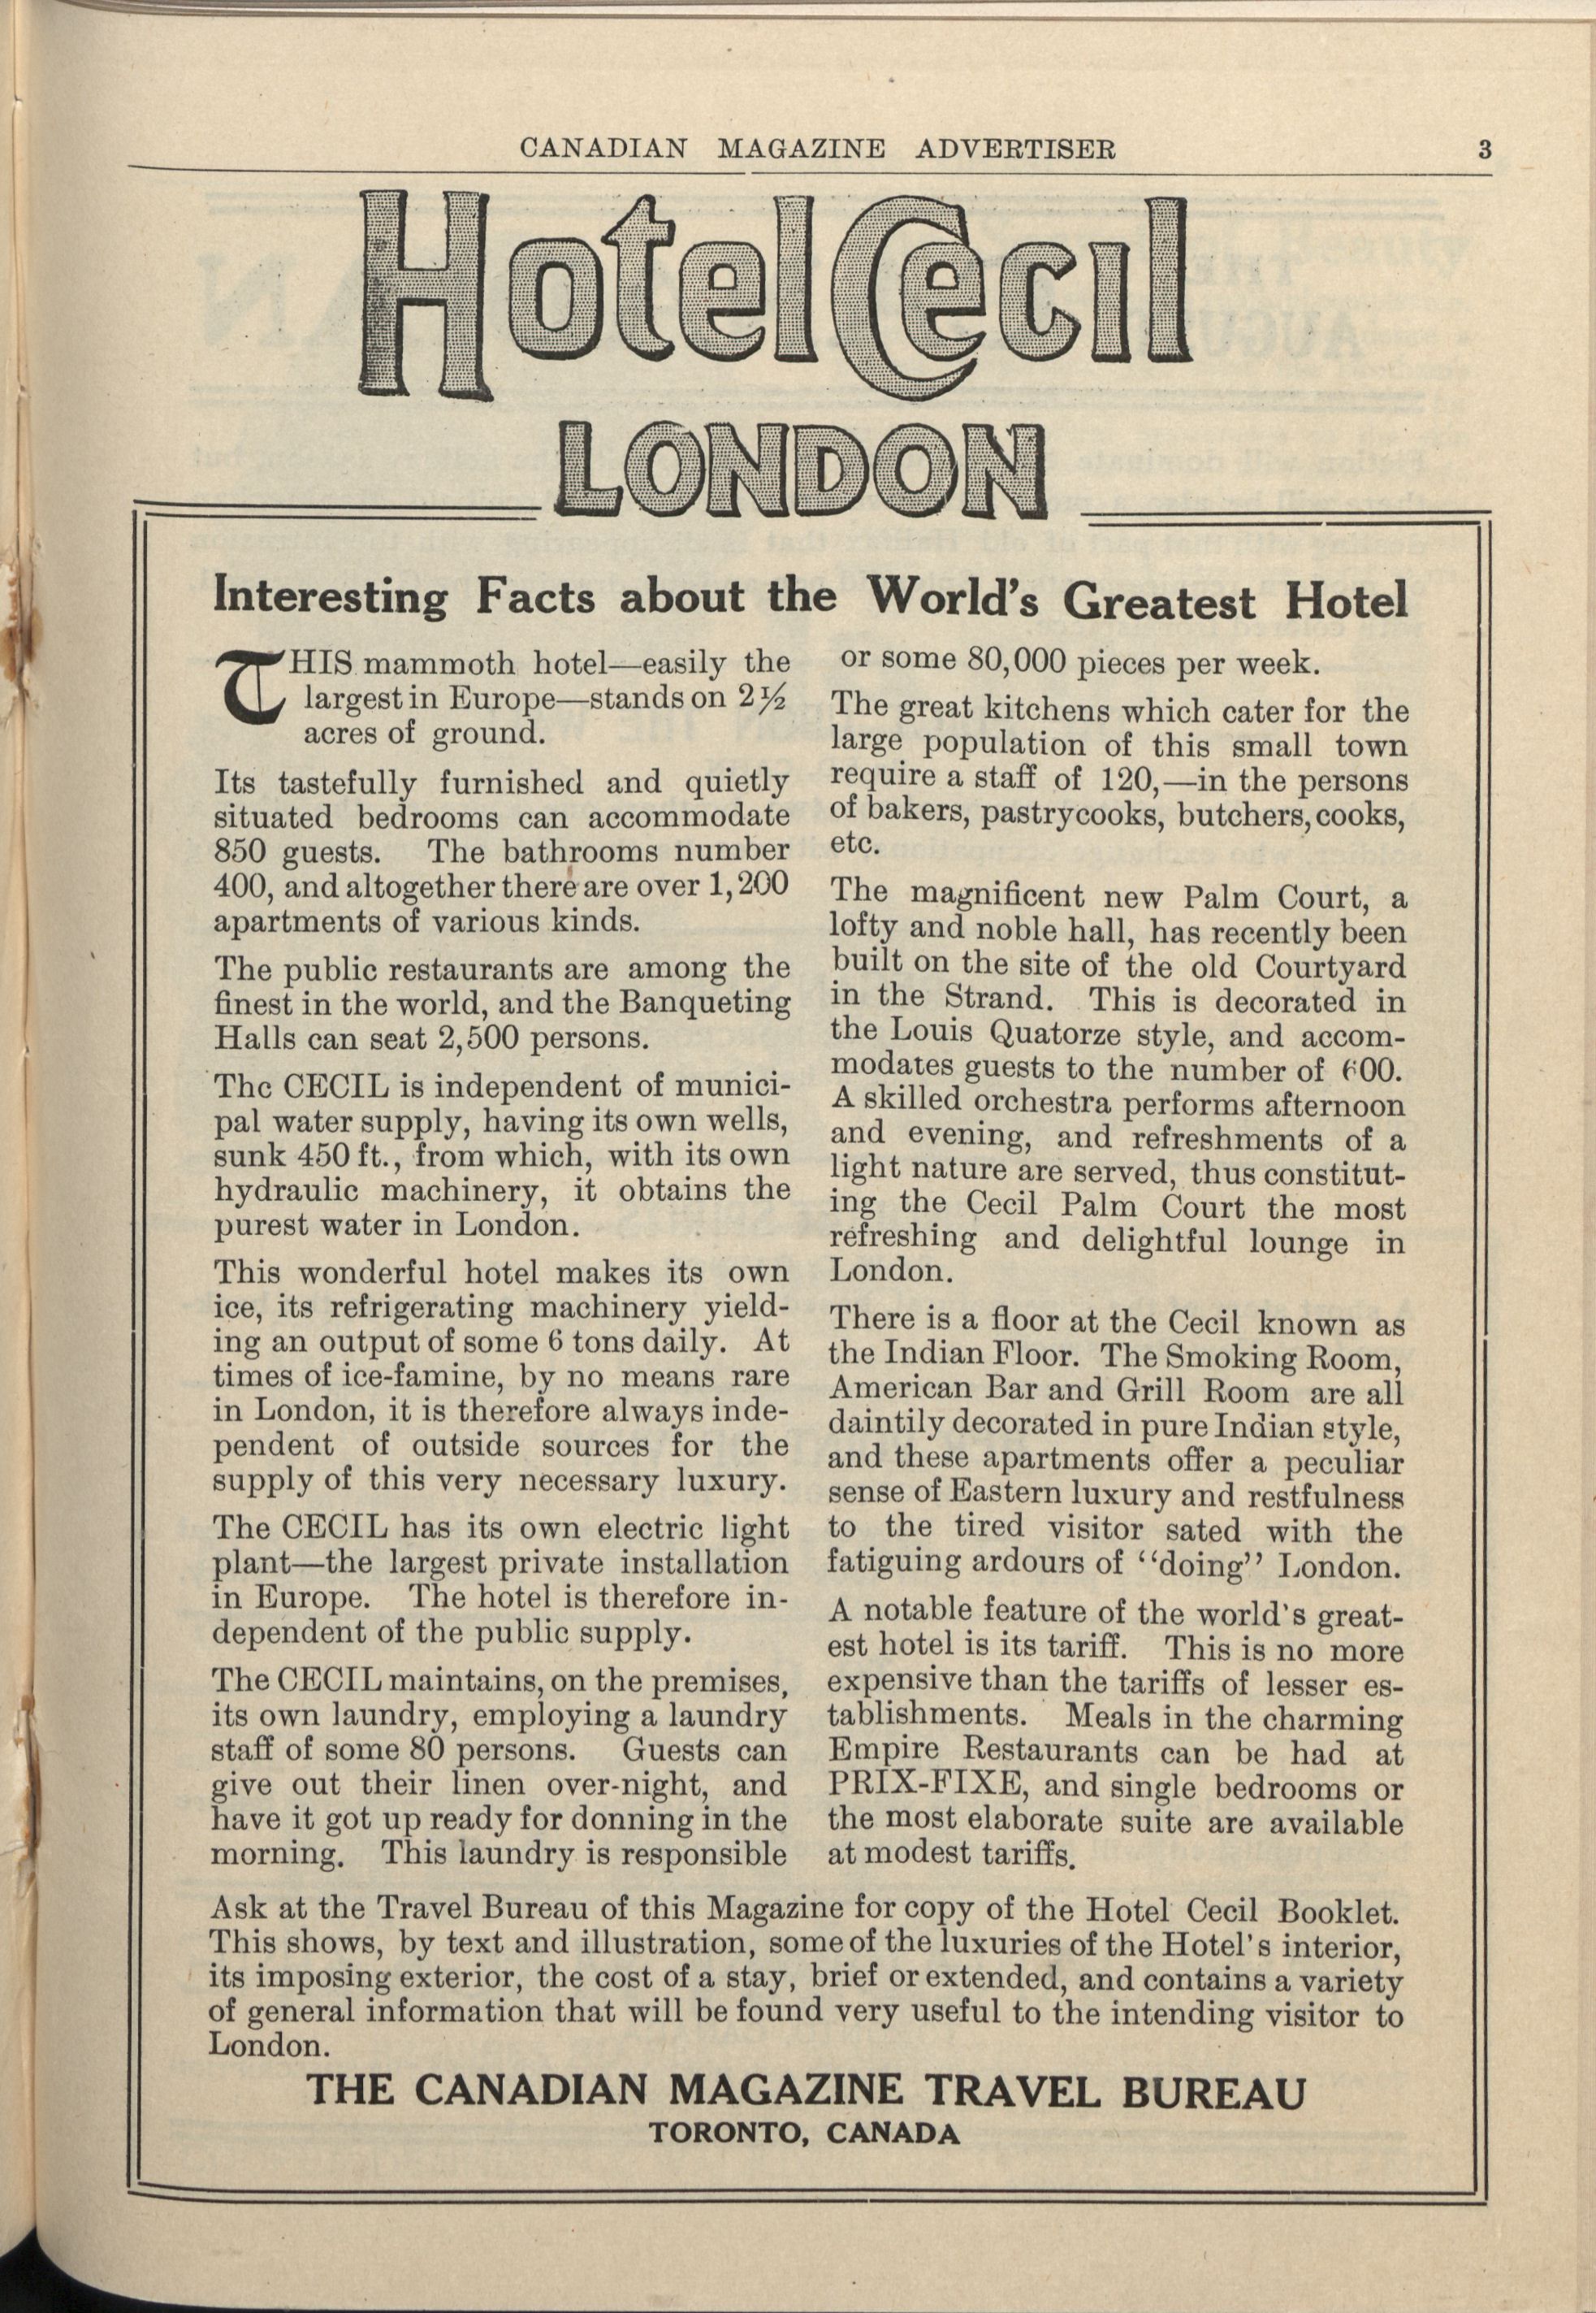 CANADIAN MAGAZINE ADVERTISER 3
Hotel Cecil
LONDON
Interesting Facts about the World's Greatest Hotel
THIS mammoth hotel—easily the
largest in Europe—stands on 2½
acres of ground.
Its tastefully furnished and quietly
situated bedrooms can accommodate
850 guests. The bathrooms number
400, and altogether there are over 1,200
apartments of various kinds.
The public restaurants are among the
finest in the world, and the Banqueting
Halls can seat 2,500 persons.
The CECIL is independent of munici-
pal water supply, having its own wells,
sunk 450 ft., from which, with its own
hydraulic machinery, it obtains the
purest water in London.
This wonderful hotel makes its own
ice, its refrigerating machinery yield-
ing an output of some 6 tons daily. At
times of ice-famine, by no means rare
in London, it is therefore always inde-
pendent of outside sources for the
supply of this very necessary luxury.
The CECIL has its own electric light
plant—the largest private installation
in Europe. The hotel is therefore in-
dependent of the public supply.
The CECIL maintains, on the premises,
its own laundry, employing a laundry
staff of some 80 persons. Guests can
give out their linen over-night, and
have it got up ready for donning in the
morning. This laundry is responsible
or some 80,000 pieces per week.
The great kitchens which cater for the
large population of this small town
require a staff of 120,—in the persons
of bakers, pastrycooks, butchers, cooks,
etc.
The magnificent new Palm Court, a
lofty and noble hall, has recently been
built on the site of the old Courtyard
in the Strand. This is decorated in
the Louis Quatorze style, and accom-
modates guests to the number of 600.
A skilled orchestra performs afternoon
and evening, and refreshments of a
light nature are served, thus constitut-
ing the Cecil Palm Court the most
refreshing and delightful lounge in
London.
There is a floor at the Cecil known as
the Indian Floor. The Smoking Room,
American Bar and Grill Room are all
daintily decorated in pure Indian style,
and these apartments offer a peculiar
sense of Eastern luxury and restfulness
to the tired visitor sated with the
fatiguing ardours of "doing" London.
A notable feature of the world's great-
est hotel is its tariff. This is no more
expensive than the tariffs of lesser es-
tablishments. Meals in the charming
Empire Restaurants can be had at
PRIX-FIXE, and single bedrooms or
the most elaborate suite are available
at modest tariffs.
Ask at the Travel Bureau of this Magazine for copy of the Hotel Cecil Booklet.
This shows, by text and illustration, some of the luxuries of the Hotel's interior,
its imposing exterior, the cost of a stay, brief or extended, and contains a variety
of general information that will be found very useful to the intending visitor to
London.
THE CANADIAN MAGAZINE TRAVEL BUREAU
TORONTO, CANADA